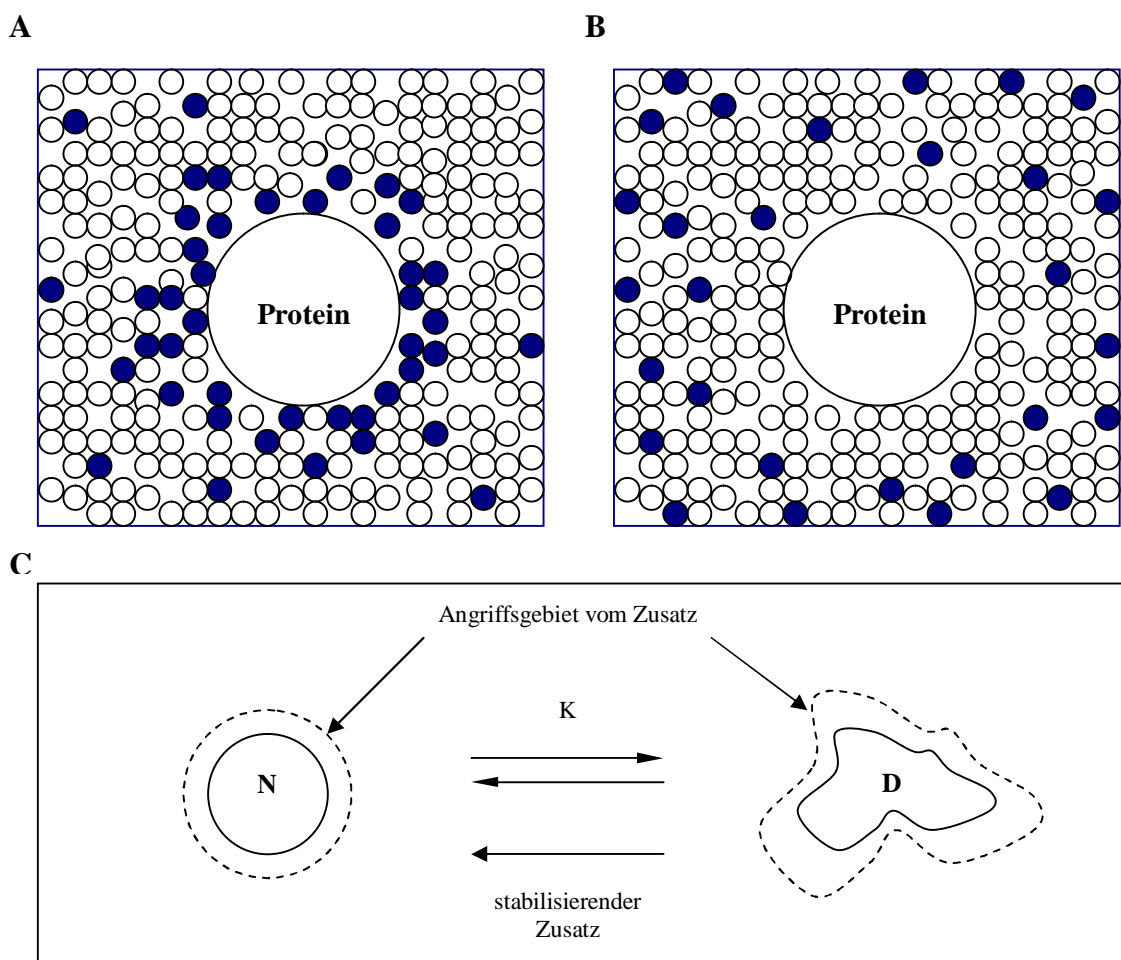 A
B
Protein
Protein
C
Angriffsgebiet vom Zusatz
K
N
D
stabilisierender
Zusatz